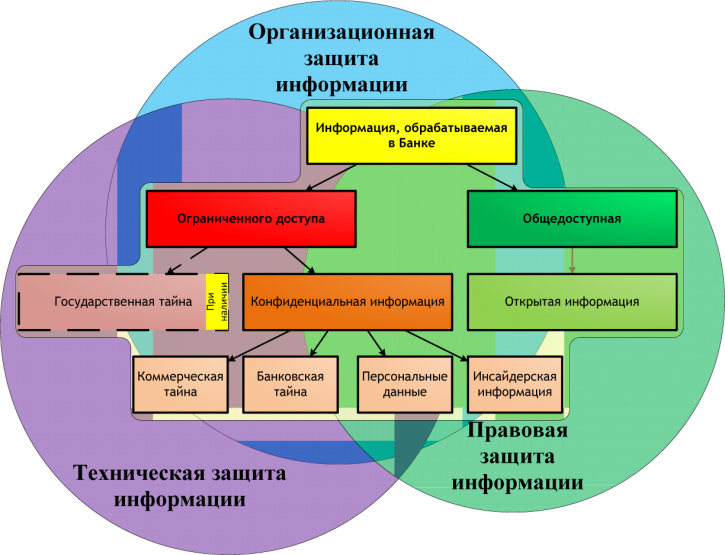 Организационная
защита
информации
Информация, обрабатываемая
в Банке
Ограниченного доступа
Общедоступная
Государственная тайна
При
наличии
Конфиденциальная информация
Открытая информация
Коммерческая
тайна
Банковская
тайна
Персональные
данные
Инсайдерская
информация
Техническая защита
информации
Правовая
защита
информации